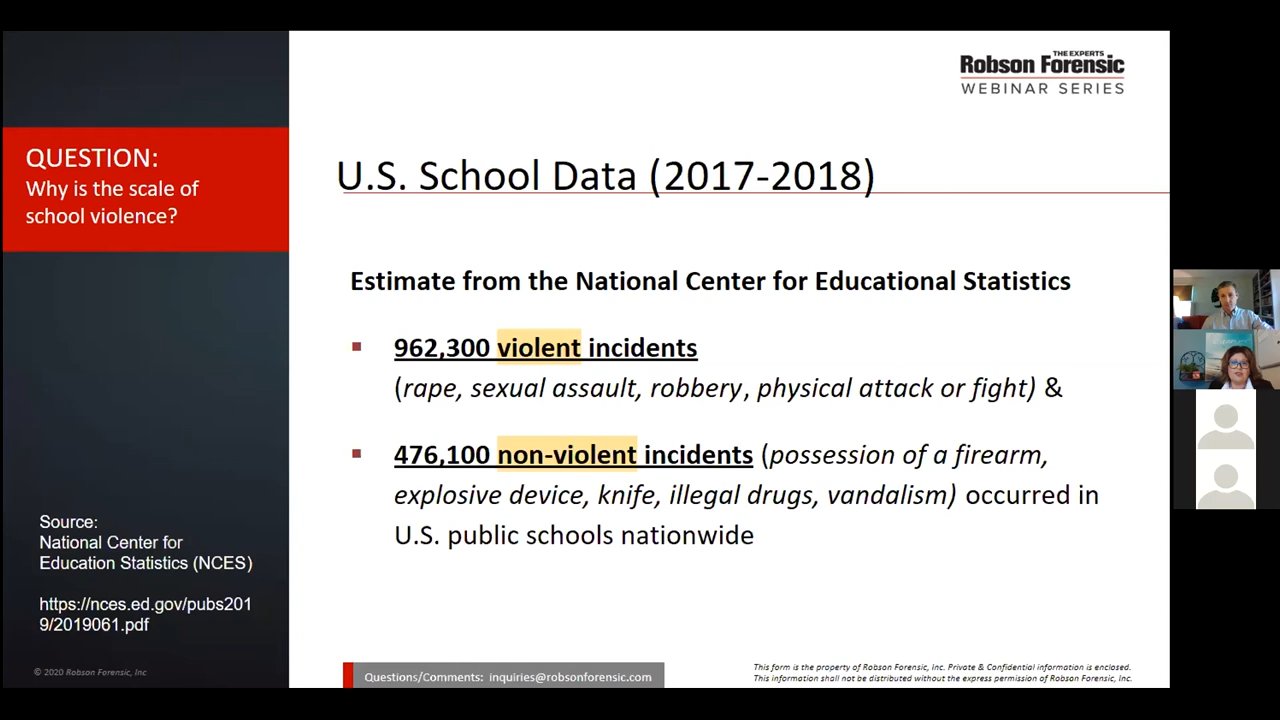 THE EXPERTS
Robson Forensic
WEBINAR SERIES
QUESTION:
Why is the scale of
school violence?
U.S. School Data (2017-2018)
Estimate from the National Center for Educational Statistics
▪ 962,300 violent incidents
(rape, sexual assault, robbery, physical attack or fight) &
▪ 476,100 non-violent incidents (possession of a firearm,
explosive device, knife, illegal drugs, vandalism) occurred in
U.S. public schools nationwide
Source:
National Center for
Education Statistics (NCES)
https://nces.ed.gov/pubs201
9/2019061.pdf
© 2020 Robson Forensic, Inc
Questions/Comments: inquiries@robsonforensic.com
This form is the property of Robson Forensic, Inc. Private & Confidential information is enclosed.
This information shall not be distributed without the express permission of Robson Forensic, Inc.